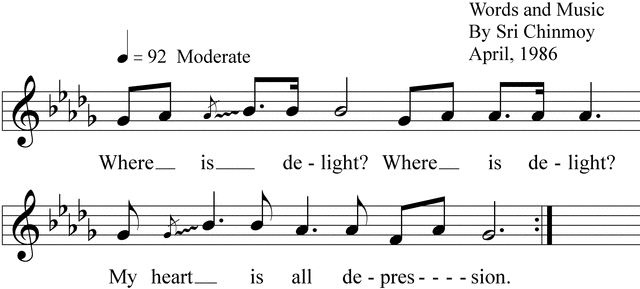 Words and Music
By Sri Chinmoy
April, 1986
= 92 Moderate
Where__ is____ de - light? Where__ is de - light?
My heart__ is all de - pres - - - - sion.